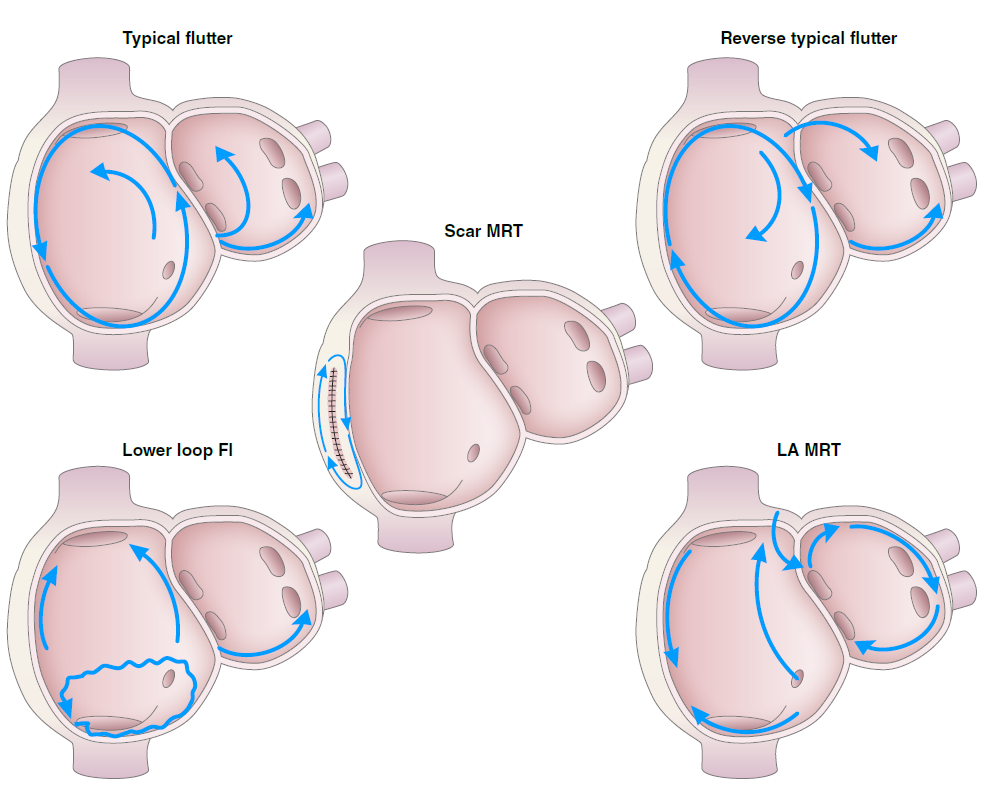 Typical flutter
Reverse typical flutter
Scar MRT
Lower loop Fl
LA MRT